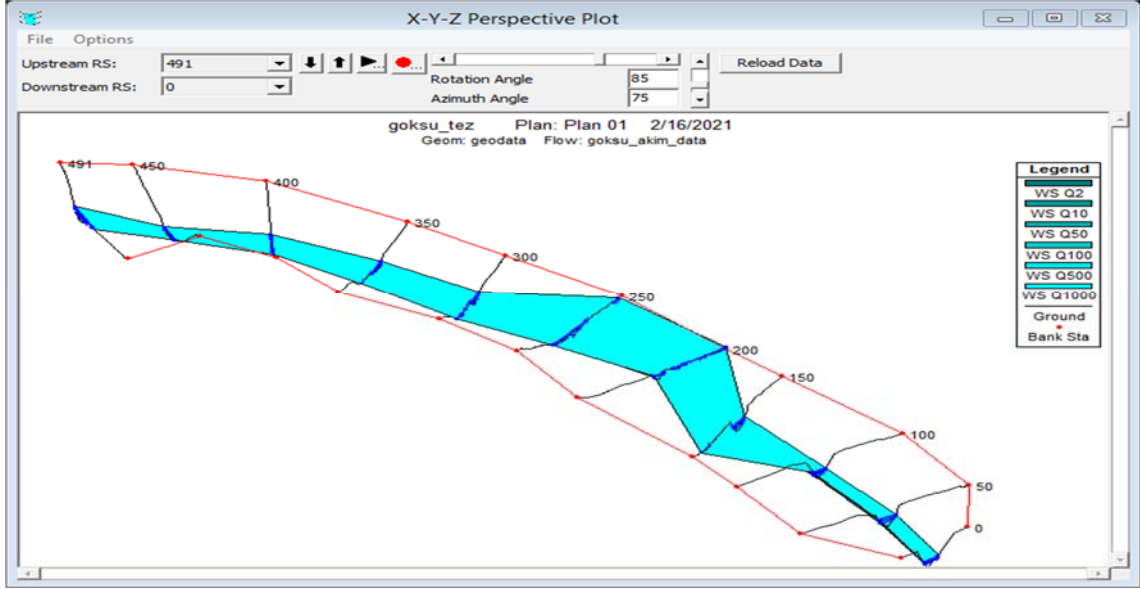 X-Y-Z Perspective Plot
File Options
Upstream RS: 491
Downstream RS: 0
Rotation Angle 85
Azimuth Angle 75
Reload Data
goksu_tez Plan: Plan 01 2/16/2021
Geom: geodata Flow: goksu_akim_data
491
450
400
350
300
250
200
150
100
50
0
Legend
WS Q2
WS Q10
WS Q50
WS Q100
WS Q500
WS Q1000
Ground
Bank Sta